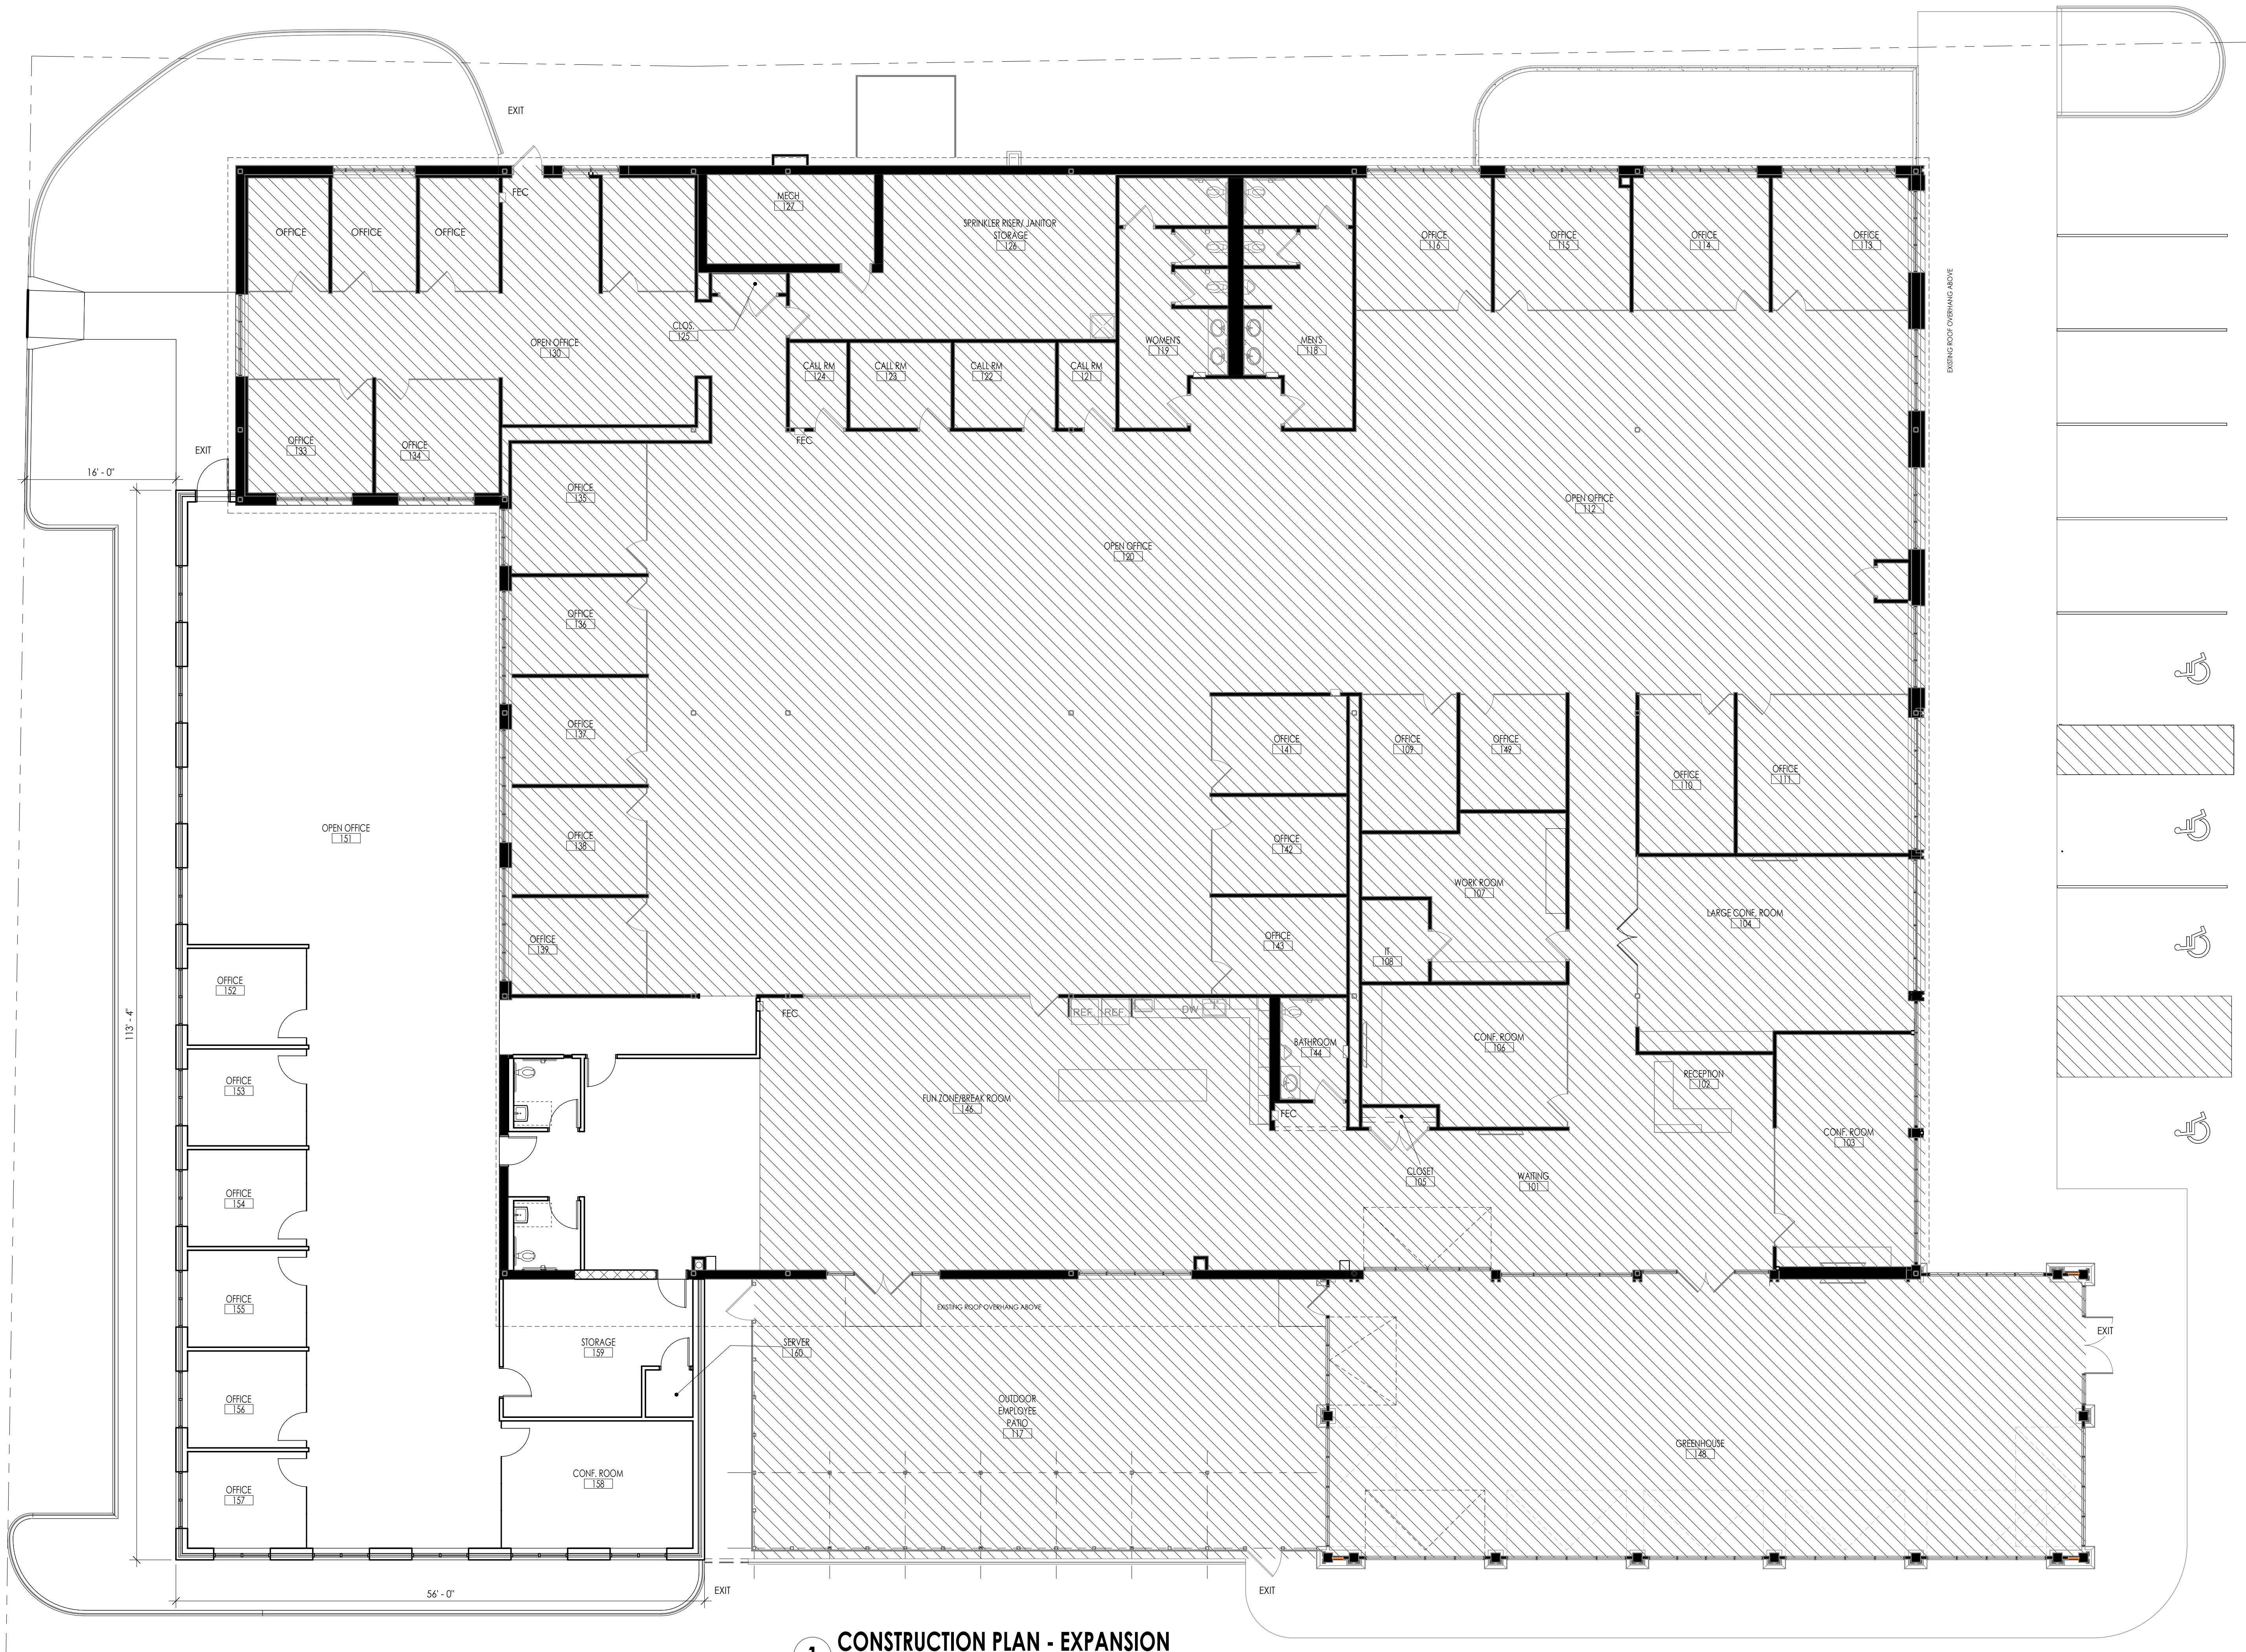 EXIT
FEC
MECH
127
OFFICE
OFFICE
OFFICE
SPRINKLER RISER/ JANITOR
STORAGE
126
OFFICE
116
OFFICE
115
OFFICE
114
OFFICE
113
EXISTING ROOF OVERHANG ABOVE
CLOS.
125
OPEN OFFICE
130
WOMEN'S
119
MEN'S
118
CALL RM
124
CALL RM
123
CALL RM
122
CALL RM
121
FEC
OFFICE
133
OFFICE
134
EXIT
16' - 0"
OFFICE
135
OPEN OFFICE
112
OPEN OFFICE
120
OFFICE
136
OFFICE
137
OFFICE
141
OFFICE
109
OFFICE
149
OFFICE
110
OFFICE
111
OPEN OFFICE
151
OFFICE
138
OFFICE
142
WORK ROOM
107
LARGE CONF. ROOM
104
OFFICE
139
OFFICE
143
IT
108
OFFICE
152
113' - 4"
FEC
REF.
REF.
DW
BATHROOM
144
CONF. ROOM
106
RECEPTION
102
OFFICE
153
FUN ZONE/BREAK ROOM
146
FEC
CONF. ROOM
103
CLOSET
105
WAITING
101
OFFICE
154
OFFICE
155
EXISTING ROOF OVERHANG ABOVE
STORAGE
159
SERVER
160
EXIT
OFFICE
156
OUTDOOR
EMPLOYEE
PATIO
117
GREENHOUSE
148
OFFICE
157
CONF. ROOM
158
56' - 0"
EXIT
EXIT
1
CONSTRUCTION PLAN - EXPANSION